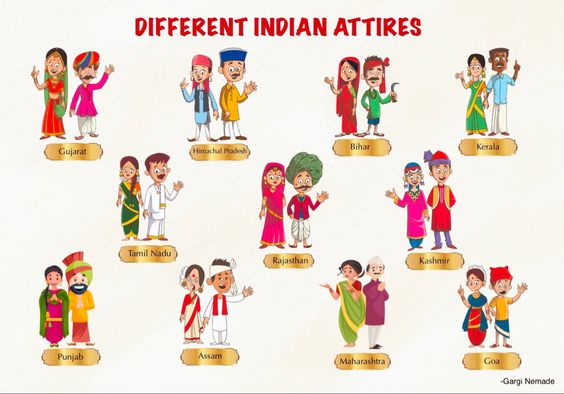 DIFFERENT INDIAN ATTIRES
Gujarat
Himachal Pradesh
Bihar
Kerala
Tamil Nadu
Rajasthan
Kashmir
Punjab
Assam
Maharashtra
Goa
-Gargi Nemade